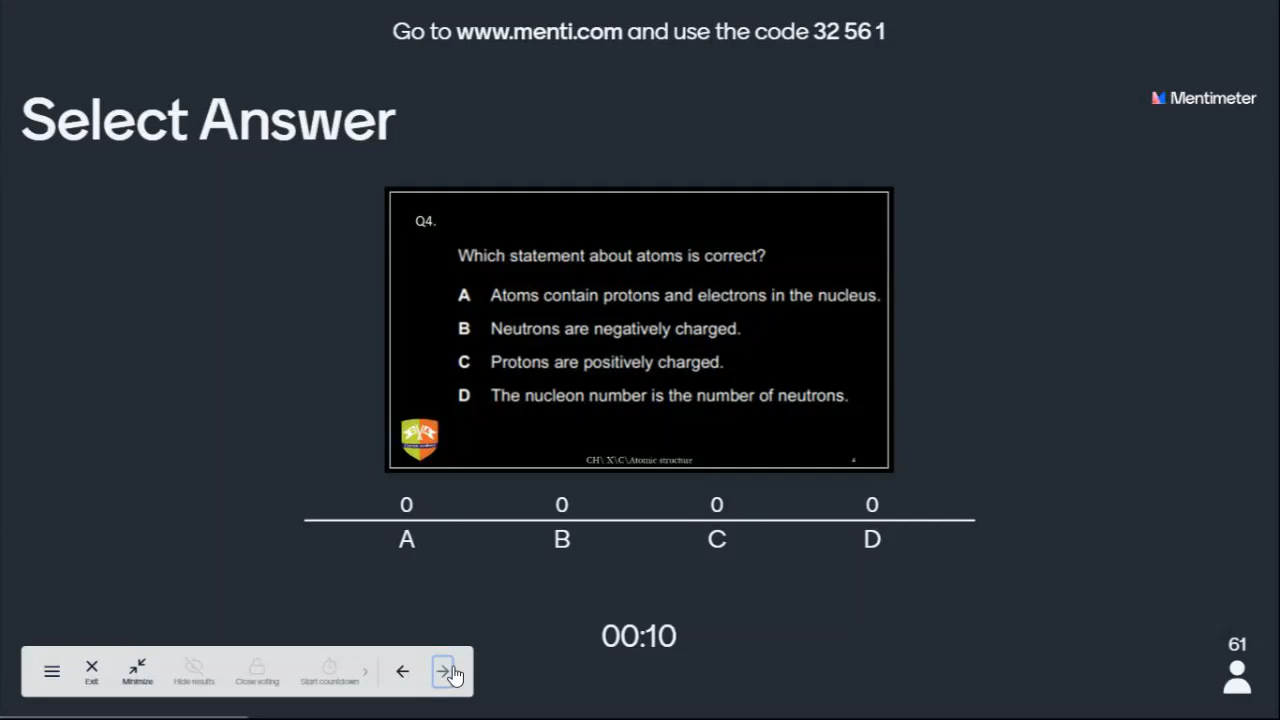 Go to www.menti.com and use the code 32 56 1
Select Answer
Mentimeter
Q4.
Which statement about atoms is correct?
A Atoms contain protons and electrons in the nucleus.
B Neutrons are negatively charged.
C Protons are positively charged.
D The nucleon number is the number of neutrons.
CH\ X\C\Atomic structure 4
0 0 0 0
A B C D
00:10
61
Exit Minimize Hide results Close voting Start countdown